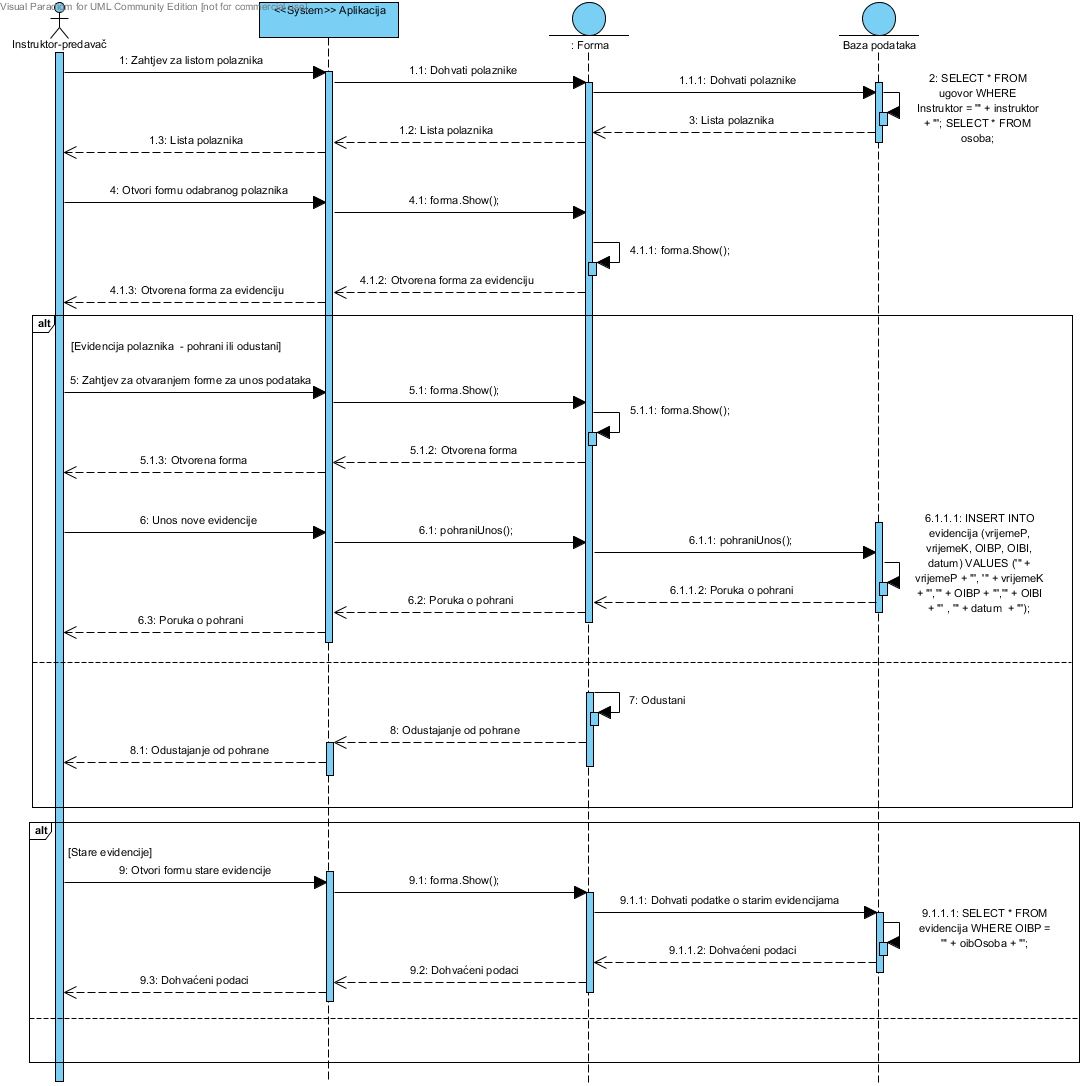 Visual Paradigm for UML Community Edition [not for commercial use]
<<System>> Aplikacija
Instruktor-predavač
: Forma
Baza podataka
1: Zahtjev za listom polaznika
1.1: Dohvati polaznike
1.1.1: Dohvati polaznike
2: SELECT * FROM
ugovor WHERE
Instruktor = '" + instruktor
+ "'; SELECT * FROM
osoba;
3: Lista polaznika
1.2: Lista polaznika
1.3: Lista polaznika
4: Otvori formu odabranog polaznika
4.1: forma.Show();
4.1.1: forma.Show();
4.1.2: Otvorena forma za evidenciju
4.1.3: Otvorena forma za evidenciju
alt
[Evidencija polaznika - pohrani ili odustani]
5: Zahtjev za otvaranjem forme za unos podataka
5.1: forma.Show();
5.1.1: forma.Show();
5.1.2: Otvorena forma
5.1.3: Otvorena forma
6: Unos nove evidencije
6.1: pohraniUnos();
6.1.1: pohraniUnos();
6.1.1.1: INSERT INTO
evidencija (vrijemeP,
vrijemeK, OIBP, OIBI,
datum) VALUES ('" +
vrijemeP + "', '" + vrijemeK
+ "','" + OIBP + "','" + OIBI
+ "' , '" + datum + "');
6.1.1.2: Poruka o pohrani
6.2: Poruka o pohrani
6.3: Poruka o pohrani
7: Odustani
8: Odustajanje od pohrane
8.1: Odustajanje od pohrane
alt
[Stare evidencije]
9: Otvori formu stare evidencije
9.1: forma.Show();
9.1.1: Dohvati podatke o starim evidencijama
9.1.1.1: SELECT * FROM
evidencija WHERE OIBP =
'" + oibOsoba + "';
9.1.1.2: Dohvaćeni podaci
9.2: Dohvaćeni podaci
9.3: Dohvaćeni podaci